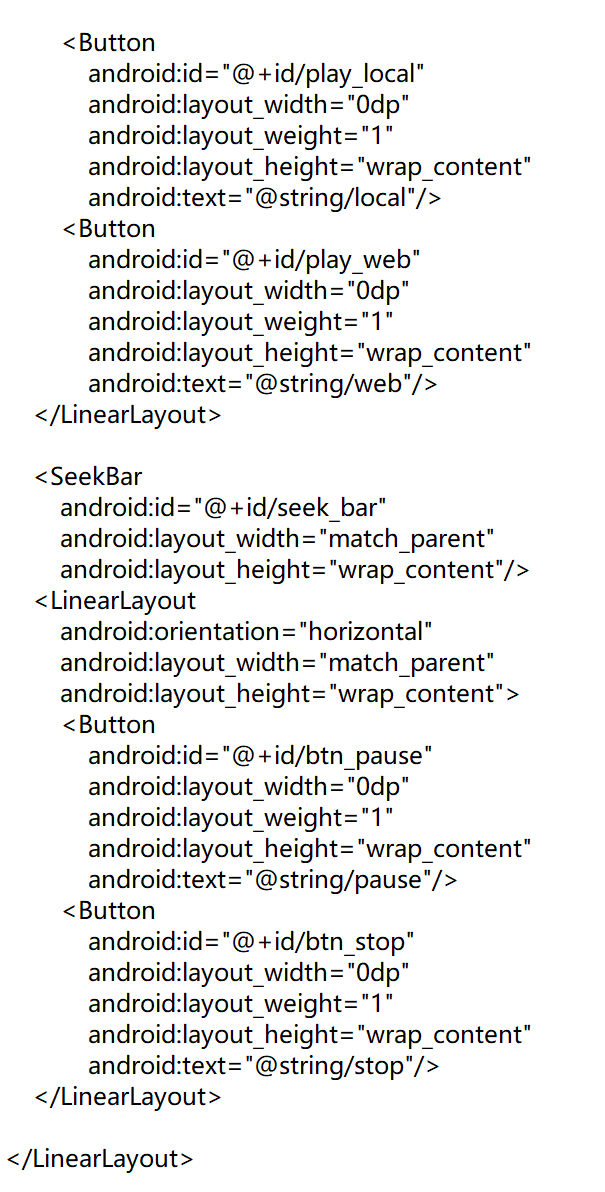 <Button
android:id="@+id/play_local"
android:layout_width="0dp"
android:layout_weight="1"
android:layout_height="wrap_content"
android:text="@string/local"/>
<Button
android:id="@+id/play_web"
android:layout_width="0dp"
android:layout_weight="1"
android:layout_height="wrap_content"
android:text="@string/web"/>
</LinearLayout>
<SeekBar
android:id="@+id/seek_bar"
android:layout_width="match_parent"
android:layout_height="wrap_content"/>
<LinearLayout
android:orientation="horizontal"
android:layout_width="match_parent"
android:layout_height="wrap_content">
<Button
android:id="@+id/btn_pause"
android:layout_width="0dp"
android:layout_weight="1"
android:layout_height="wrap_content"
android:text="@string/pause"/>
<Button
android:id="@+id/btn_stop"
android:layout_width="0dp"
android:layout_weight="1"
android:layout_height="wrap_content"
android:text="@string/stop"/>
</LinearLayout>
</LinearLayout>